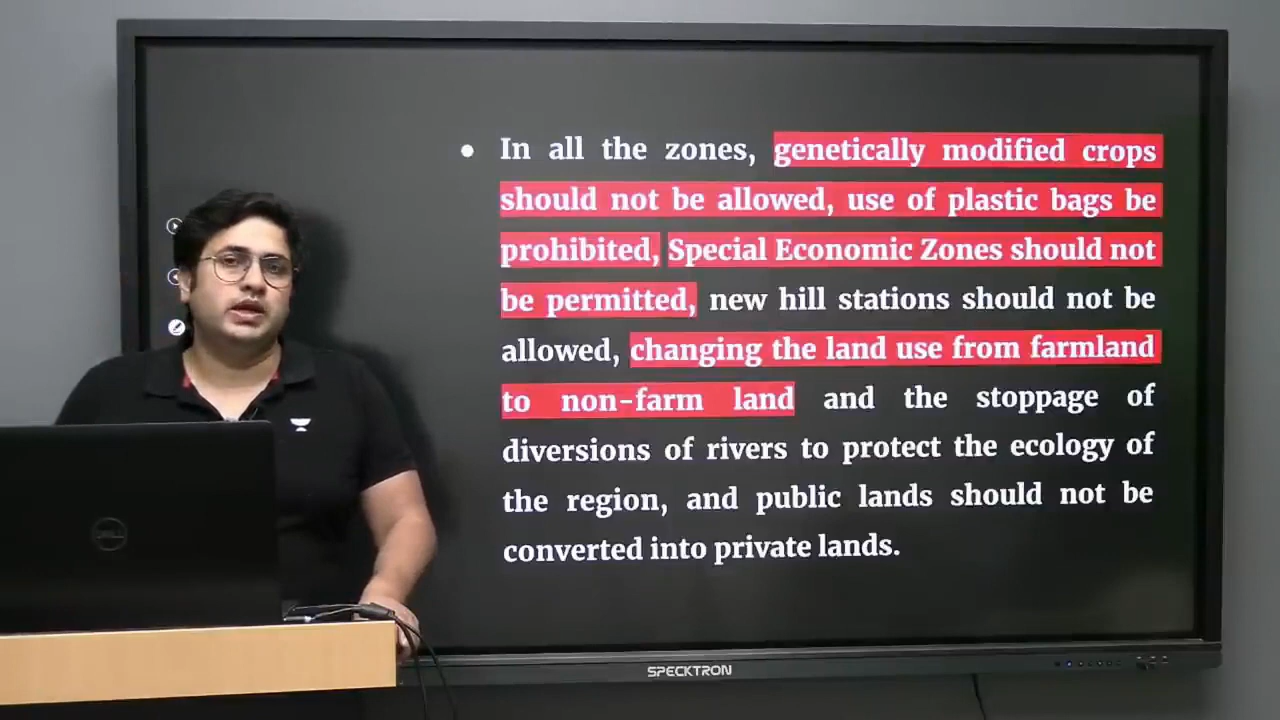 ● In all the zones, genetically modified crops
should not be allowed, use of plastic bags be
prohibited, Special Economic Zones should not
be permitted, new hill stations should not be
allowed, changing the land use from farmland
to non-farm land and the stoppage of
diversions of rivers to protect the ecology of
the region, and public lands should not be
converted into private lands.
DELL
SPECKTRON